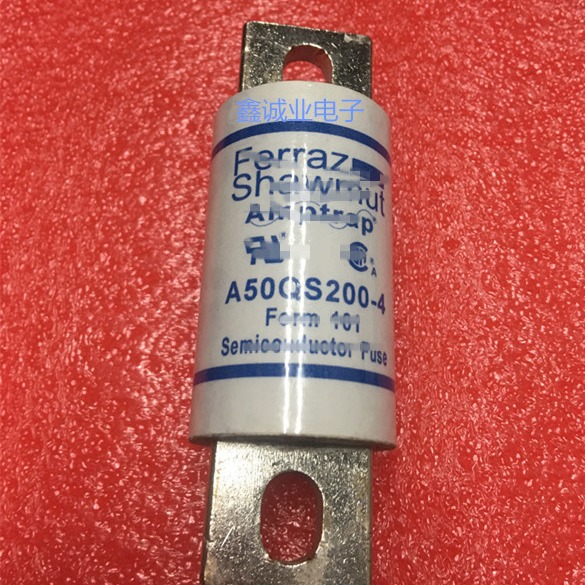 鑫诚业电子
Ferraz
Shawmut
Amptrap®
A50QS200-4
Form 101
Semiconductor Fuse